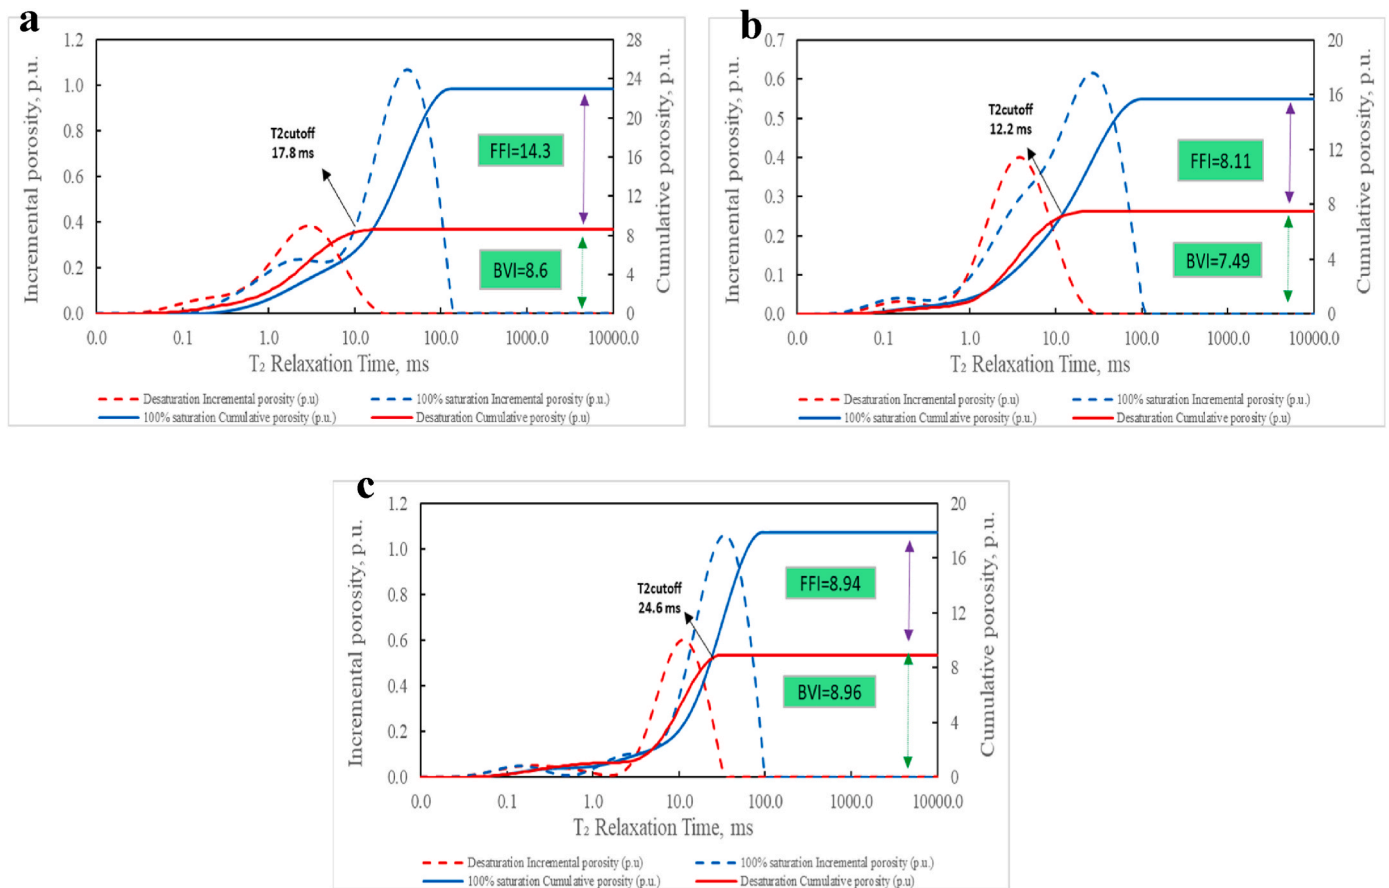 a
1.2
1.0
0.8
0.6
0.4
0.2
0.0
28
24
20
16
12
8
4
0
Incremental porosity, p.u.
Cumulative porosity, p.u.
T2cutoff
17.8 ms
FFI=14.3
BVI=8.6
0.0 0.1 1.0 10.0 100.0 1000.0 10000.0
T₂ Relaxation Time, ms
Desaturation Incremental porosity (p.u) 100% saturation Incremental porosity (p.u.)
100% saturation Cumulative porosity (p.u.) Desaturation Cumulative porosity (p.u)
b
0.7
0.6
0.5
0.4
0.3
0.2
0.1
0.0
20
16
12
8
4
0
Incremental porosity, p.u.
Cumulative porosity, p.u.
T2cutoff
12.2 ms
FFI=8.11
BVI=7.49
0.0 0.1 1.0 10.0 100.0 1000.0 10000.0
T₂ Relaxation Time, ms
Desaturation Incremental porosity (p.u) 100% saturation Incremental porosity (p.u.)
100% saturation Cumulative porosity (p.u.) Desaturation Cumulative porosity (p.u)
c
1.2
1.0
0.8
0.6
0.4
0.2
0.0
20
16
12
8
4
0
Incremental porosity, p.u.
Cumulative porosity, p.u.
T2cutoff
24.6 ms
FFI=8.94
BVI=8.96
0.0 0.1 1.0 10.0 100.0 1000.0 10000.0
T₂ Relaxation Time, ms
Desaturation Incremental porosity (p.u) 100% saturation Incremental porosity (p.u.)
100% saturation Cumulative porosity (p.u.) Desaturation Cumulative porosity (p.u)